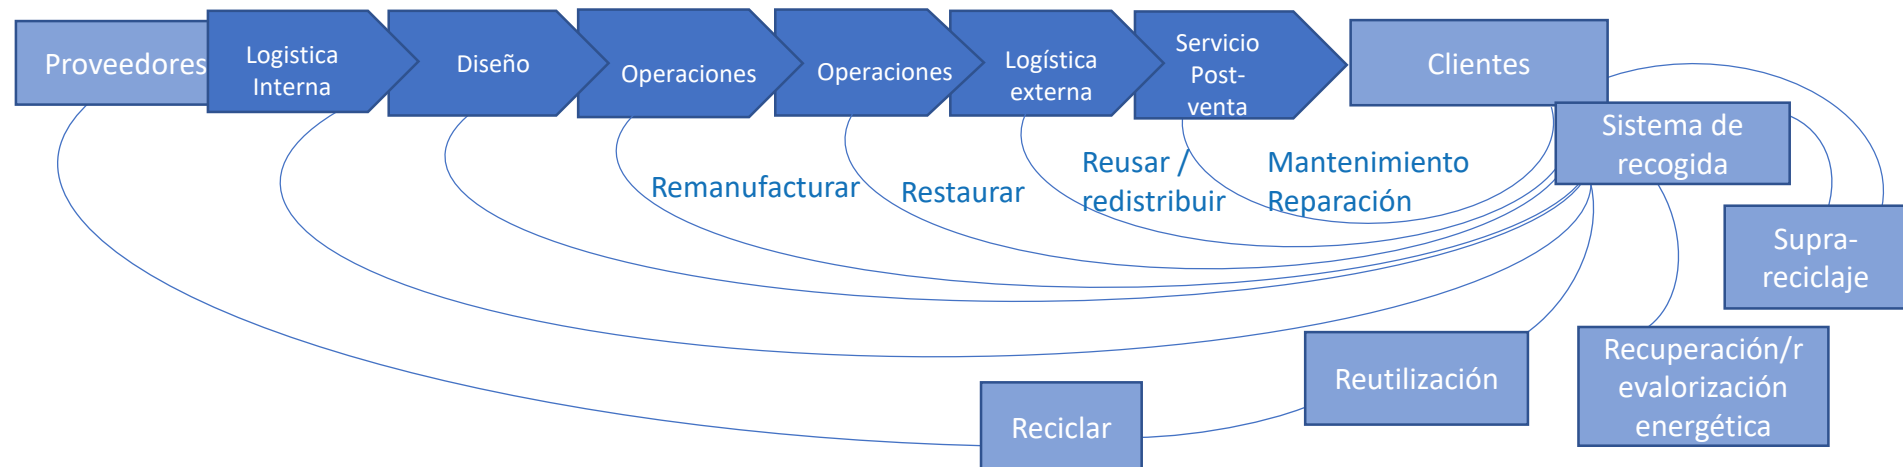 Proveedores
Logistica
Interna
Diseño
Operaciones
Operaciones
Logística
externa
Servicio
Post-
venta
Clientes
Sistema de
recogida
Remanufacturar
Restaurar
Reusar /
redistribuir
Mantenimiento
Reparación
Supra-
reciclaje
Recuperación/r
evalorización
energética
Reutilización
Reciclar